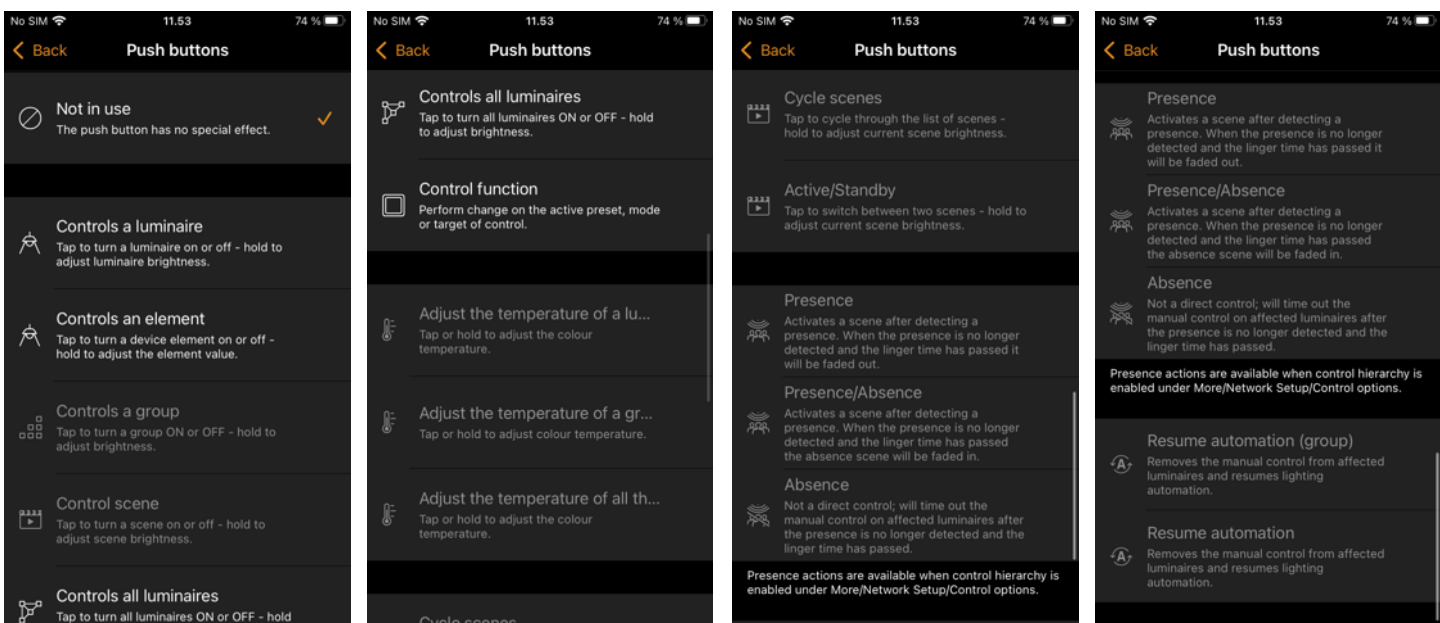 No SIM 11.53 74 %
Back Push buttons
Not in use
The push button has no special effect.
Controls a luminaire
Tap to turn a luminaire on or off - hold to
adjust luminaire brightness.
Controls an element
Tap to turn a device element on or off -
hold to adjust the element value.
Controls a group
Tap to turn a group ON or OFF - hold to
adjust brightness.
Control scene
Tap to turn a scene on or off - hold to
adjust scene brightness.
Controls all luminaires
Tap to turn all luminaires ON or OFF - hold
No SIM 11.53 74 %
Back Push buttons
Controls all luminaires
Tap to turn all luminaires ON or OFF - hold
to adjust brightness.
Control function
Perform change on the active preset, mode
or target of control.
Adjust the temperature of a lu...
Tap or hold to adjust the colour
temperature.
Adjust the temperature of a gr...
Tap or hold to adjust colour temperature.
Adjust the temperature of all th...
Tap or hold to adjust the colour
temperature.
Cycle scenes
No SIM 11.53 74 %
Back Push buttons
Cycle scenes
Tap to cycle through the list of scenes -
hold to adjust current scene brightness.
Active/Standby
Tap to switch between two scenes - hold to
adjust current scene brightness.
Presence
Activates a scene after detecting a
presence. When the presence is no longer
detected and the linger time has passed it
will be faded out.
Presence/Absence
Activates a scene after detecting a
presence. When the presence is no longer
detected and the linger time has passed
the absence scene will be faded in.
Absence
Not a direct control; will time out the
manual control on affected luminaires after
the presence is no longer detected and the
linger time has passed.
Presence actions are available when control hierarchy is
enabled under More/Network Setup/Control options.
No SIM 11.53 74 %
Back Push buttons
Presence
Activates a scene after detecting a
presence. When the presence is no longer
detected and the linger time has passed it
will be faded out.
Presence/Absence
Activates a scene after detecting a
presence. When the presence is no longer
detected and the linger time has passed
the absence scene will be faded in.
Absence
Not a direct control; will time out the
manual control on affected luminaires after
the presence is no longer detected and the
linger time has passed.
Presence actions are available when control hierarchy is
enabled under More/Network Setup/Control options.
Resume automation (group)
Removes the manual control from affected
luminaires and resumes lighting
automation.
Resume automation
Removes the manual control from affected
luminaires and resumes lighting
automation.